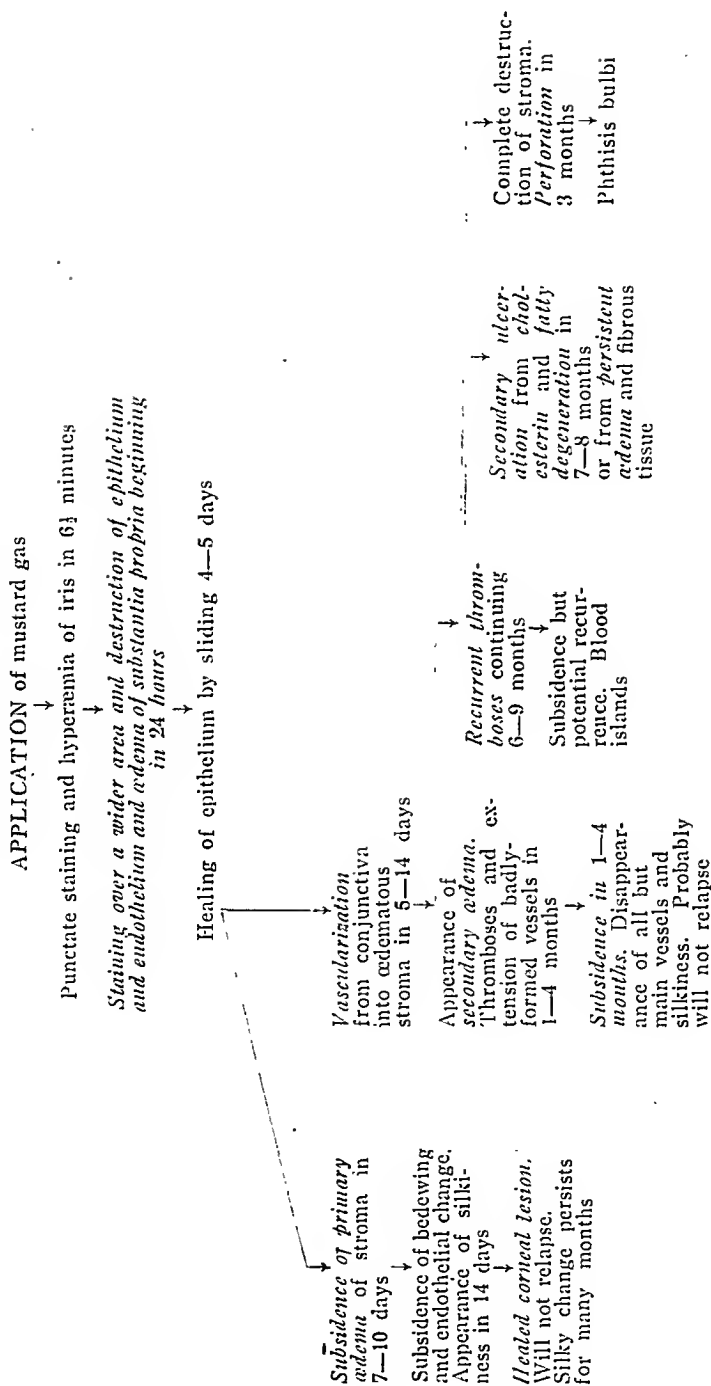 APPLICATION of mustard gas
Punctate staining and hyperæmia of iris in 6½ minutes
Staining over a wider area and destruction of epithelium
and endothelium and œdema of substantia propria beginning
in 24 hours
Healing of epithelium by sliding 4—5 days
Subsidence of primary
œdema of stroma in
7—10 days
Subsidence of bedewing
and endothelial change.
Appearance of silki-
ness in 14 days
Healed corneal lesion.
Will not relapse.
Silky change persists
for many months
Vascularization
from conjunctiva
into œdematous
stroma in 5—14 days
Appearance of
secondary œdema.
Thromboses and ex-
tension of badly-
formed vessels in
1—4 months
Subsidence in 1—4
months. Disappear-
ance of all but
main vessels and
silkiness. Probably
will not relapse
Recurrent throm-
boses continuing
6—9 months
Subsidence but
potential recur-
rence. Blood
islands
Secondary ulcer-
ation from chol-
esterin and fatty
degeneration in
7—8 months
or from persistent
œdema and fibrous
tissue
Complete destruc-
tion of stroma.
Perforation in
3 months
Phthisis bulbi